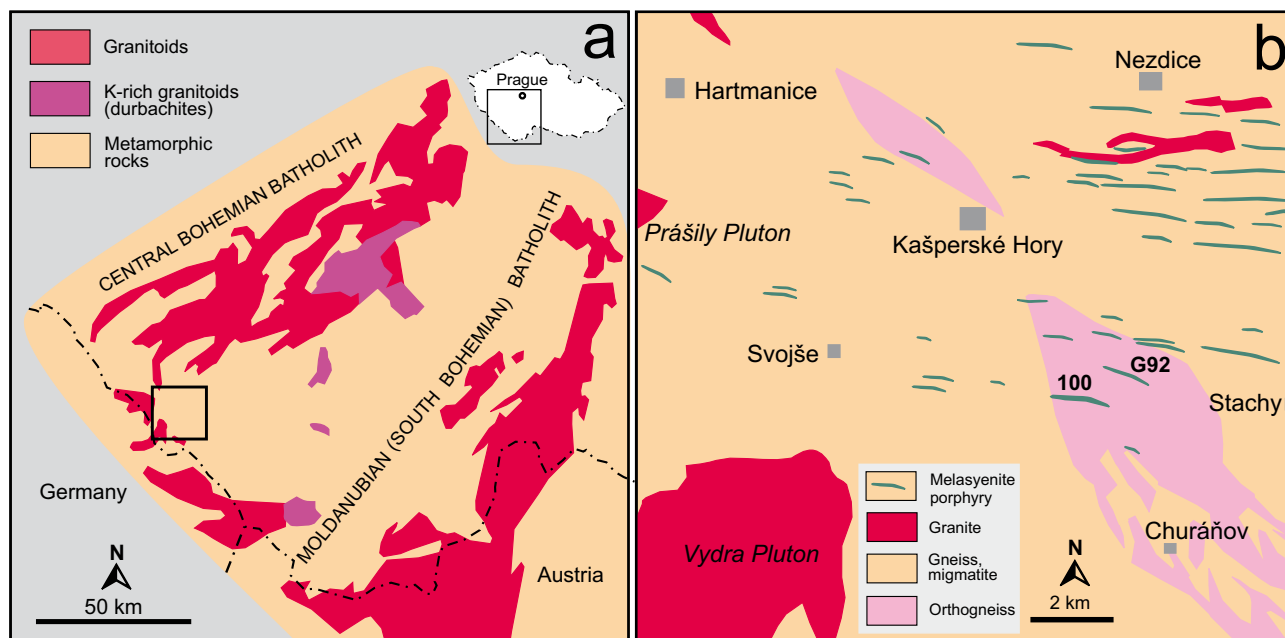 a
Granitoids
K-rich granitoids
(durbachites)
Metamorphic
rocks
Prague
CENTRAL BOHEMIAN BATHOLITH
MOLDANUBIAN (SOUTH BOHEMIAN) BATHOLITH
Germany
Austria
N
50 km
b
Nezdice
Hartmanice
Prášily Pluton
Kašperské Hory
Svojše
G92
100
Stachy
Melasyenite
porphyry
Granite
Gneiss,
migmatite
Orthogneiss
Churáňov
Vydra Pluton
N
2 km